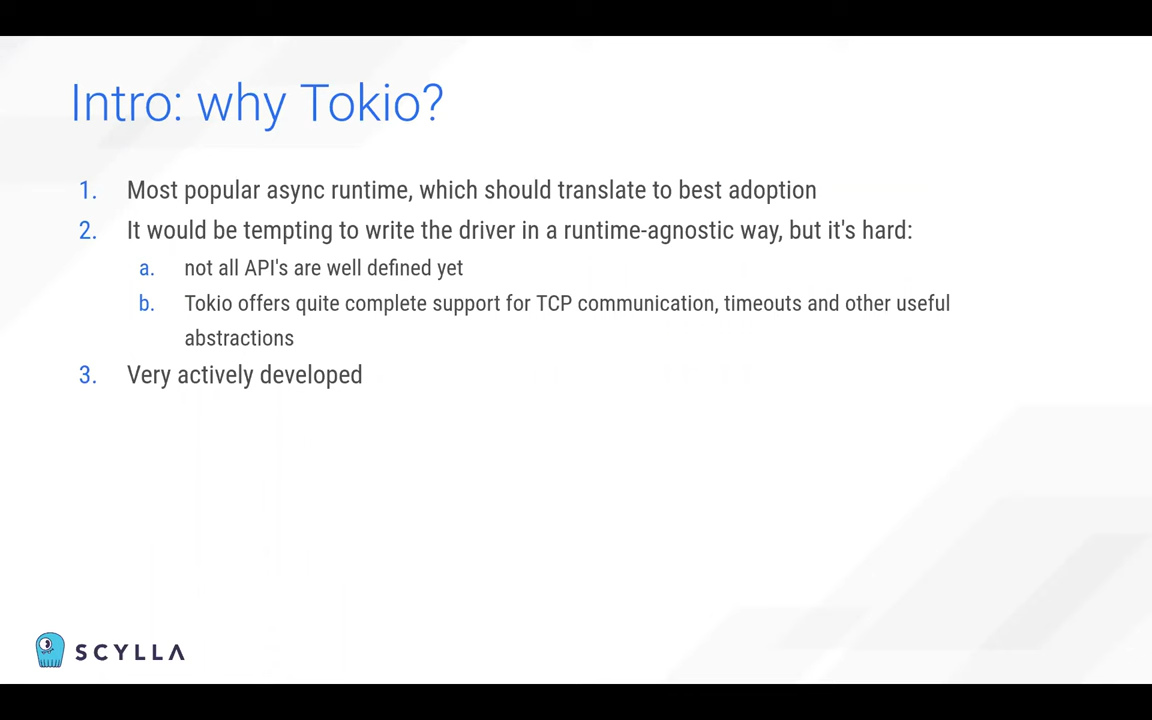 Intro: why Tokio?
1. Most popular async runtime, which should translate to best adoption
2. It would be tempting to write the driver in a runtime-agnostic way, but it's hard:
a. not all API's are well defined yet
b. Tokio offers quite complete support for TCP communication, timeouts and other useful
abstractions
3. Very actively developed
SCYLLA